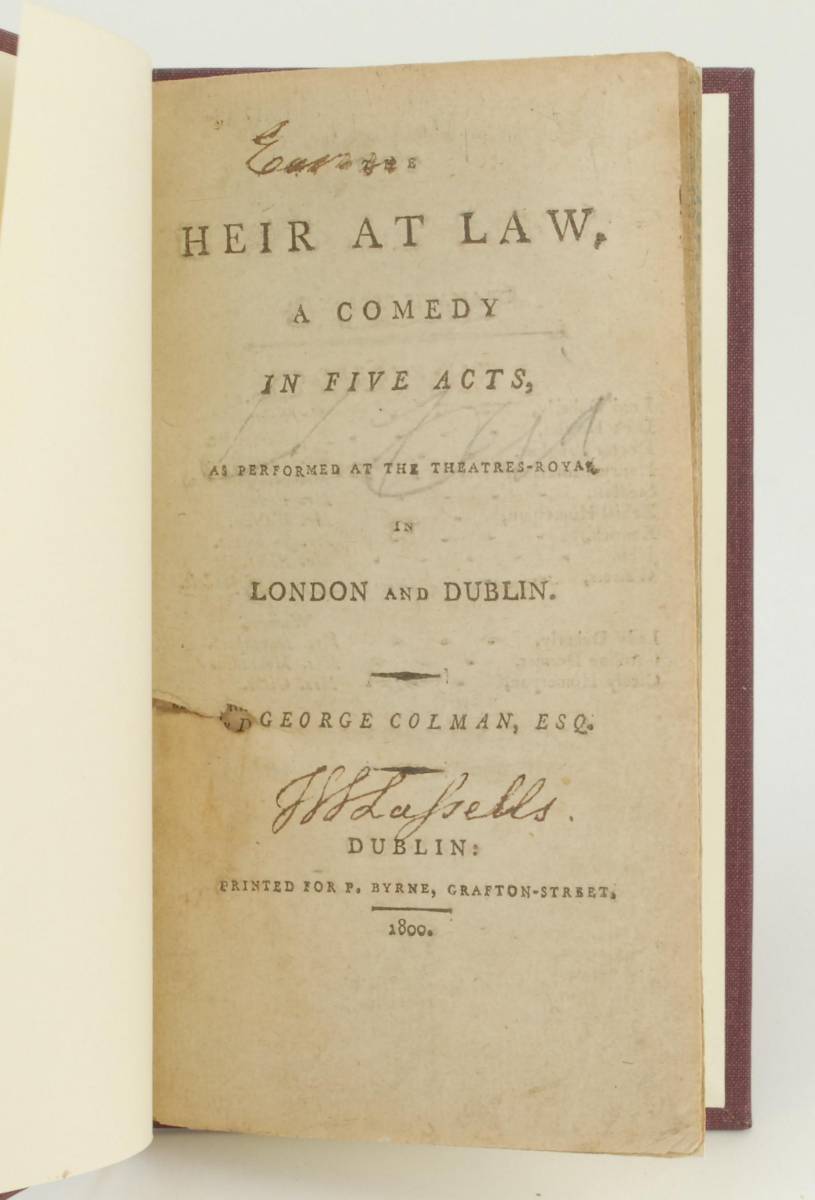 THE
HEIR AT LAW,
A COMEDY
IN FIVE ACTS,
AS PERFORMED AT THE THEATRES-ROYAL
IN
LONDON AND DUBLIN.
GEORGE COLMAN, ESQ.
Lassells.
DUBLIN:
PRINTED FOR P. BYRNE, GRAFTON-STREET,
1800.